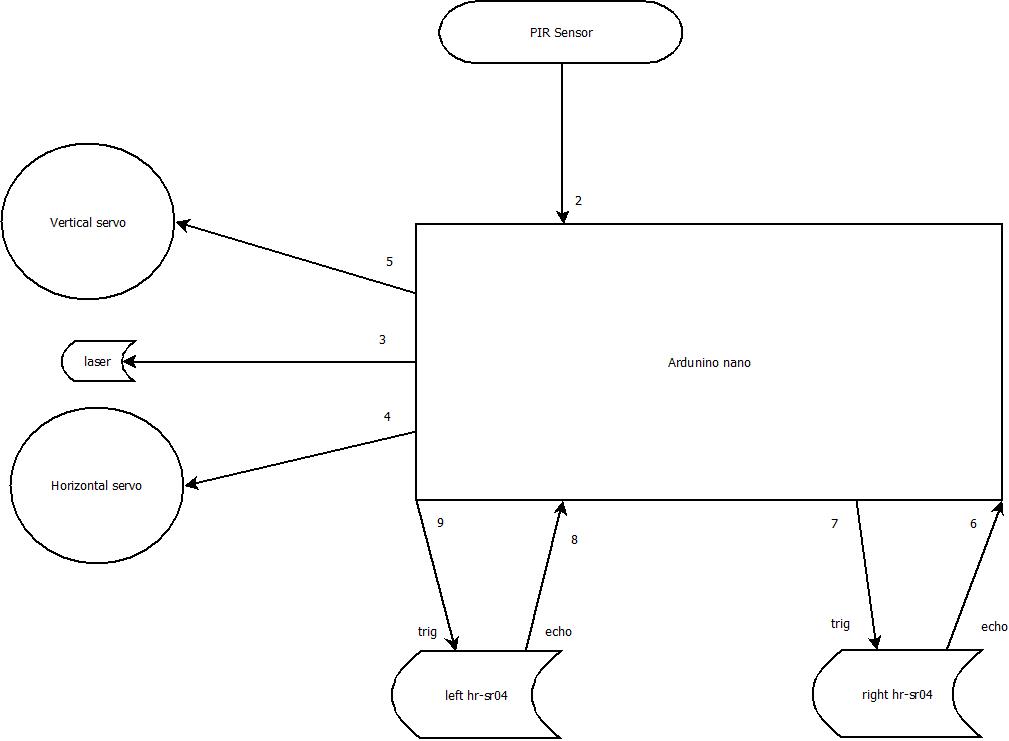 PIR Sensor
2
Vertical servo
5
3
laser
Ardunino nano
4
Horizontal servo
9
8
7
6
trig
echo
trig
echo
left hr-sr04
right hr-sr04